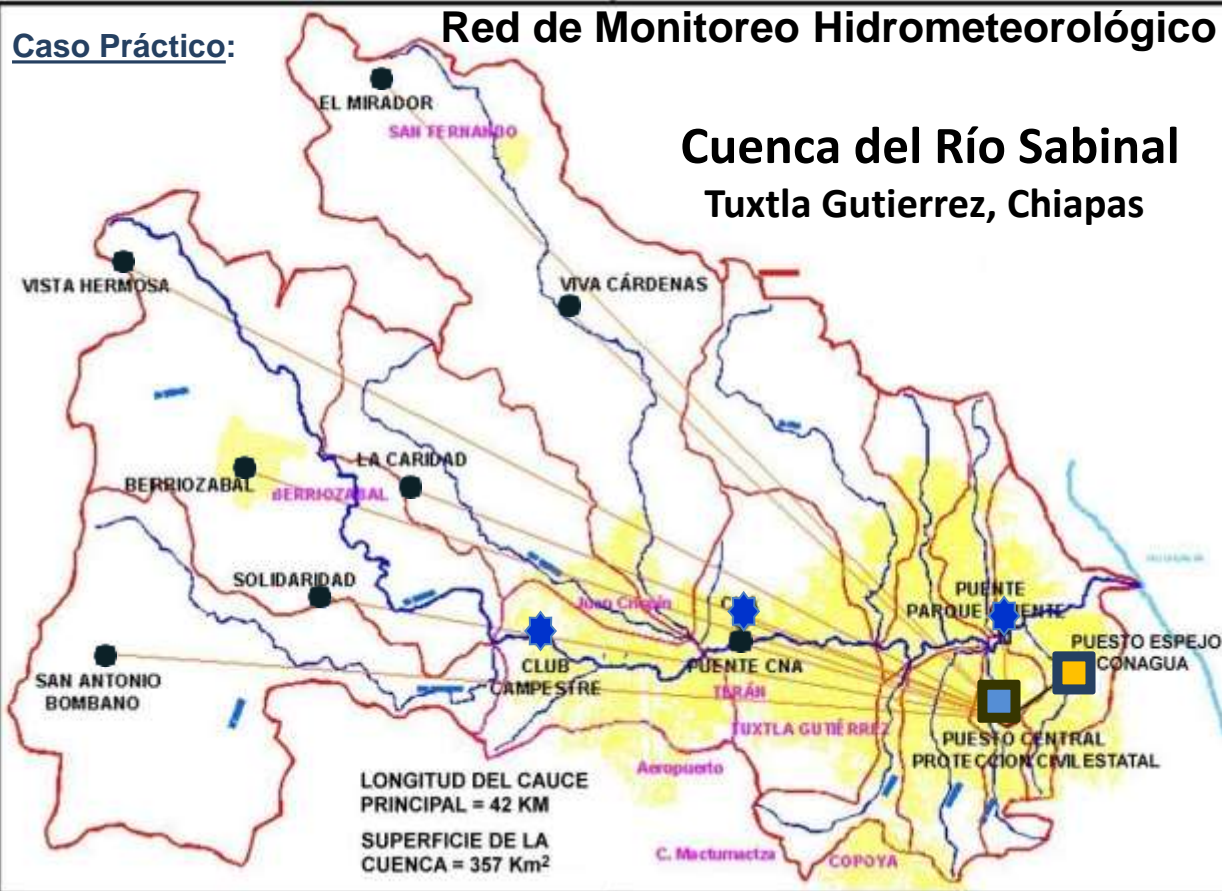 Red de Monitoreo Hidrometeorológico
Caso Práctico:
Cuenca del Río Sabinal
Tuxtla Gutierrez, Chiapas
EL MIRADOR
SAN FERNANDO
VISTA HERMOSA
VIVA CÁRDENAS
LA CARIDAD
BERRIOZABAL
BERRIOZABAL
SOLIDARIDAD
Juan Crispín
PUENTE
PARQUE ORIENTE
SAN ANTONIO
BOMBANO
CLUB
CAMPESTRE
PUENTE CNA
PUESTO ESPEJO
CONAGUA
TERÁN
TUXTLA GUTIÉRREZ
PUESTO CENTRAL
PROTECCION CIVIL ESTATAL
Aeropuerto
LONGITUD DEL CAUCE
PRINCIPAL = 42 KM
SUPERFICIE DE LA
CUENCA = 357 Km²
C. Mactumactza
COPOYA